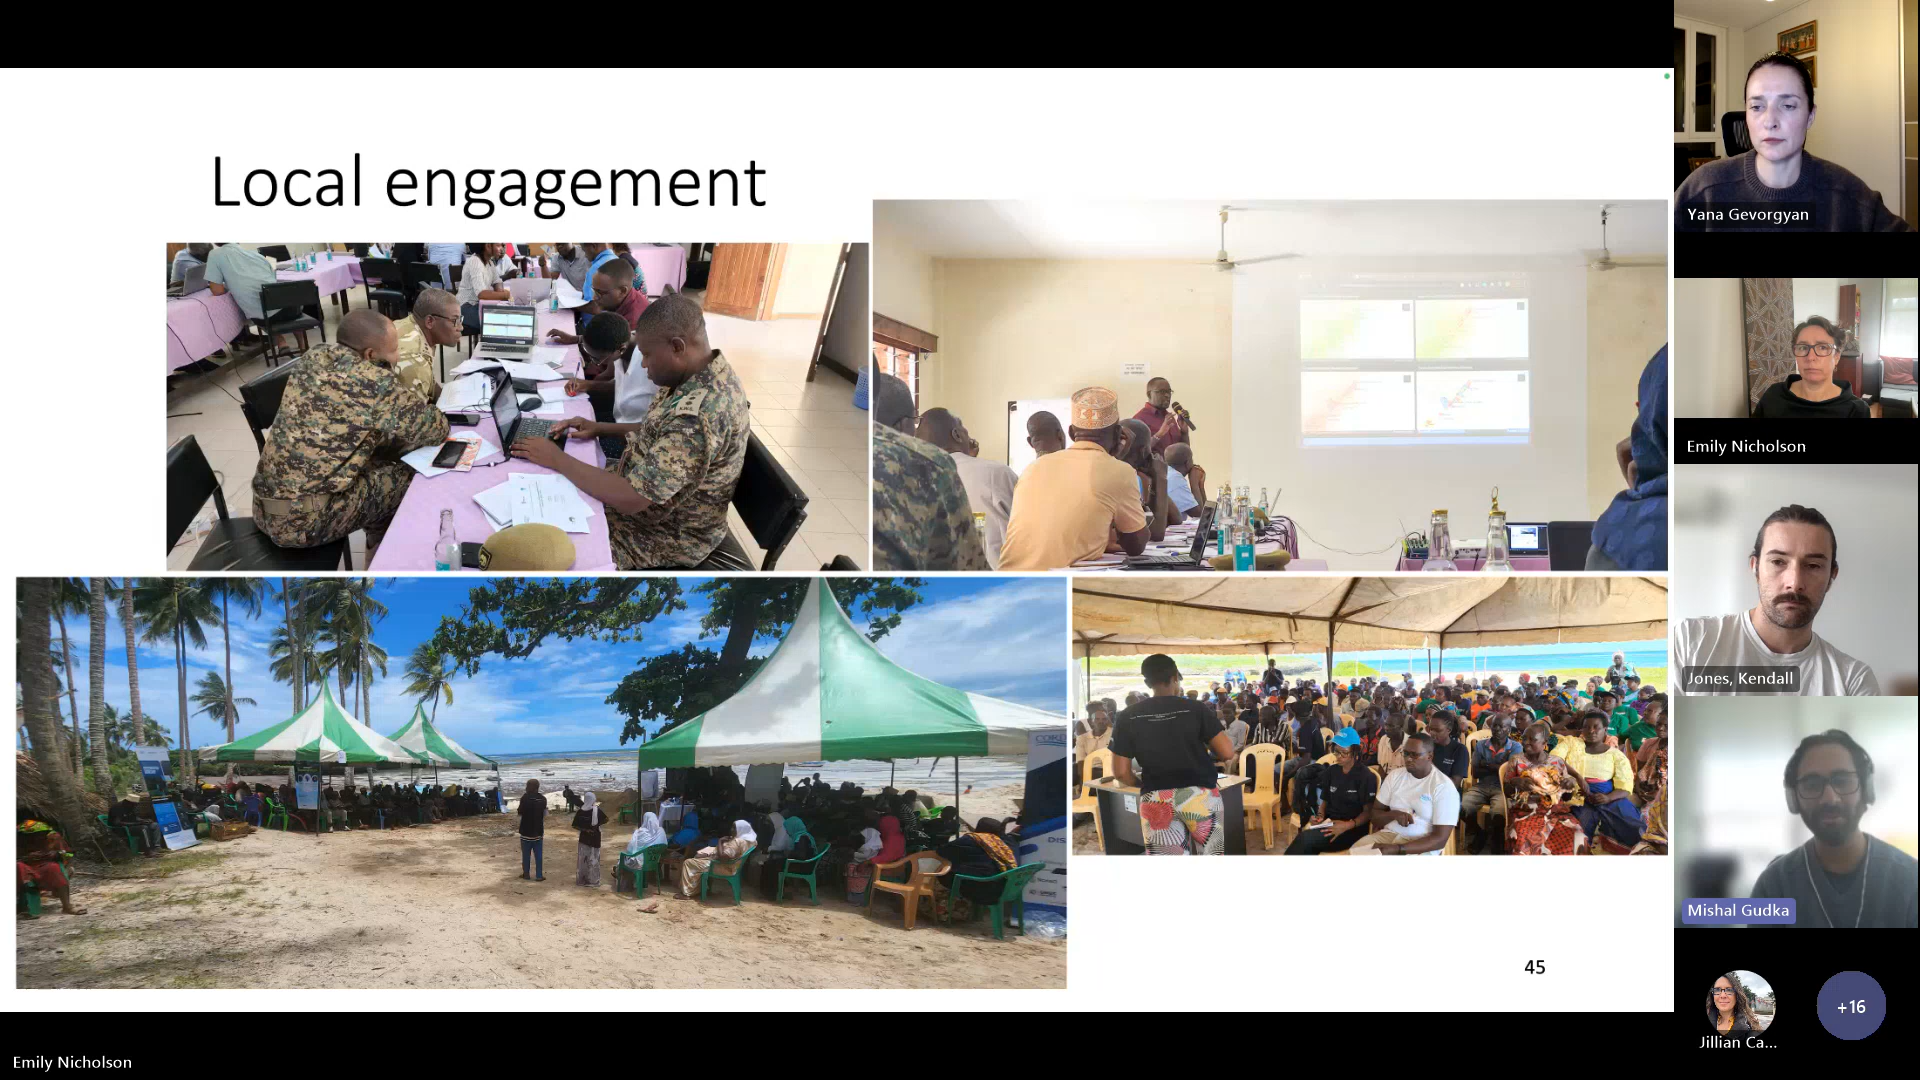 Local engagement
45
Yana Gevorgyan
Emily Nicholson
Jones, Kendall
Mishal Gudka
Jillian Ca...
+16
Emily Nicholson